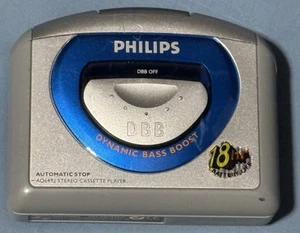 PHILIPS
DBB OFF
DBB
DYNAMIC BASS BOOST
AUTOMATIC STOP
STEREO CASSETTE PLAYER
18